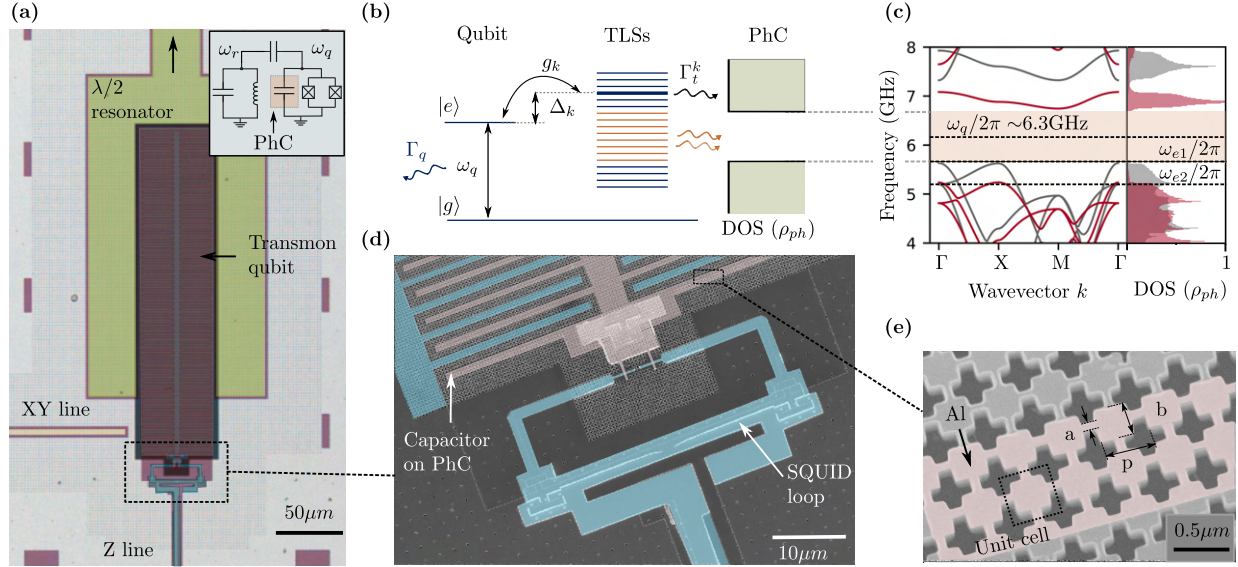 (a)
ω_r
ω_q
PhC
λ/2
resonator
Transmon
qubit
XY line
50μm
Z line
(b)
Qubit
TLSs
PhC
g_k
Γ_t^k
|e⟩
Δ_k
Γ_q
ω_q
|g⟩
DOS (ρ_ph)
(c)
8
7
6
5
4
Frequency (GHz)
ω_q/2π ~6.3GHz
ω_e1/2π
ω_e2/2π
Γ
X
M
Γ
1
Wavevector k
DOS (ρ_ph)
(d)
Capacitor
on PhC
SQUID
loop
10μm
(e)
Al
a
b
p
Unit cell
0.5μm